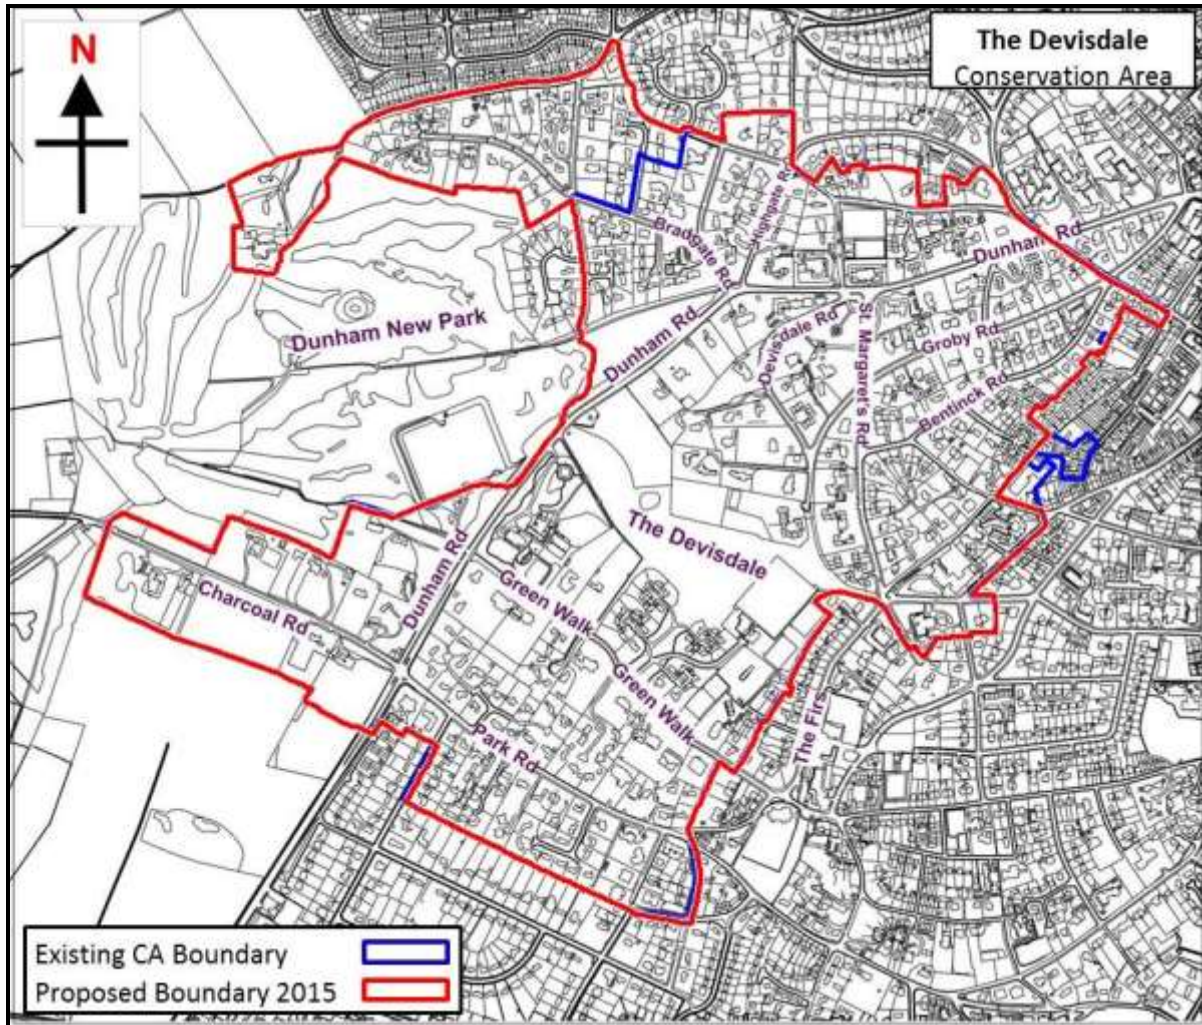 The Devisdale
Conservation Area
N
Bradgate Rd
Highgate Rd
Dunham Rd
Dunham New Park
Dunham Rd
Devisdale Rd
St. Margaret's Rd
Groby Rd
Bentinck Rd
The Devisdale
Dunham Rd
Green Walk
Charcoal Rd
Green Walk
The Firs
Park Rd
Existing CA Boundary
Proposed Boundary 2015